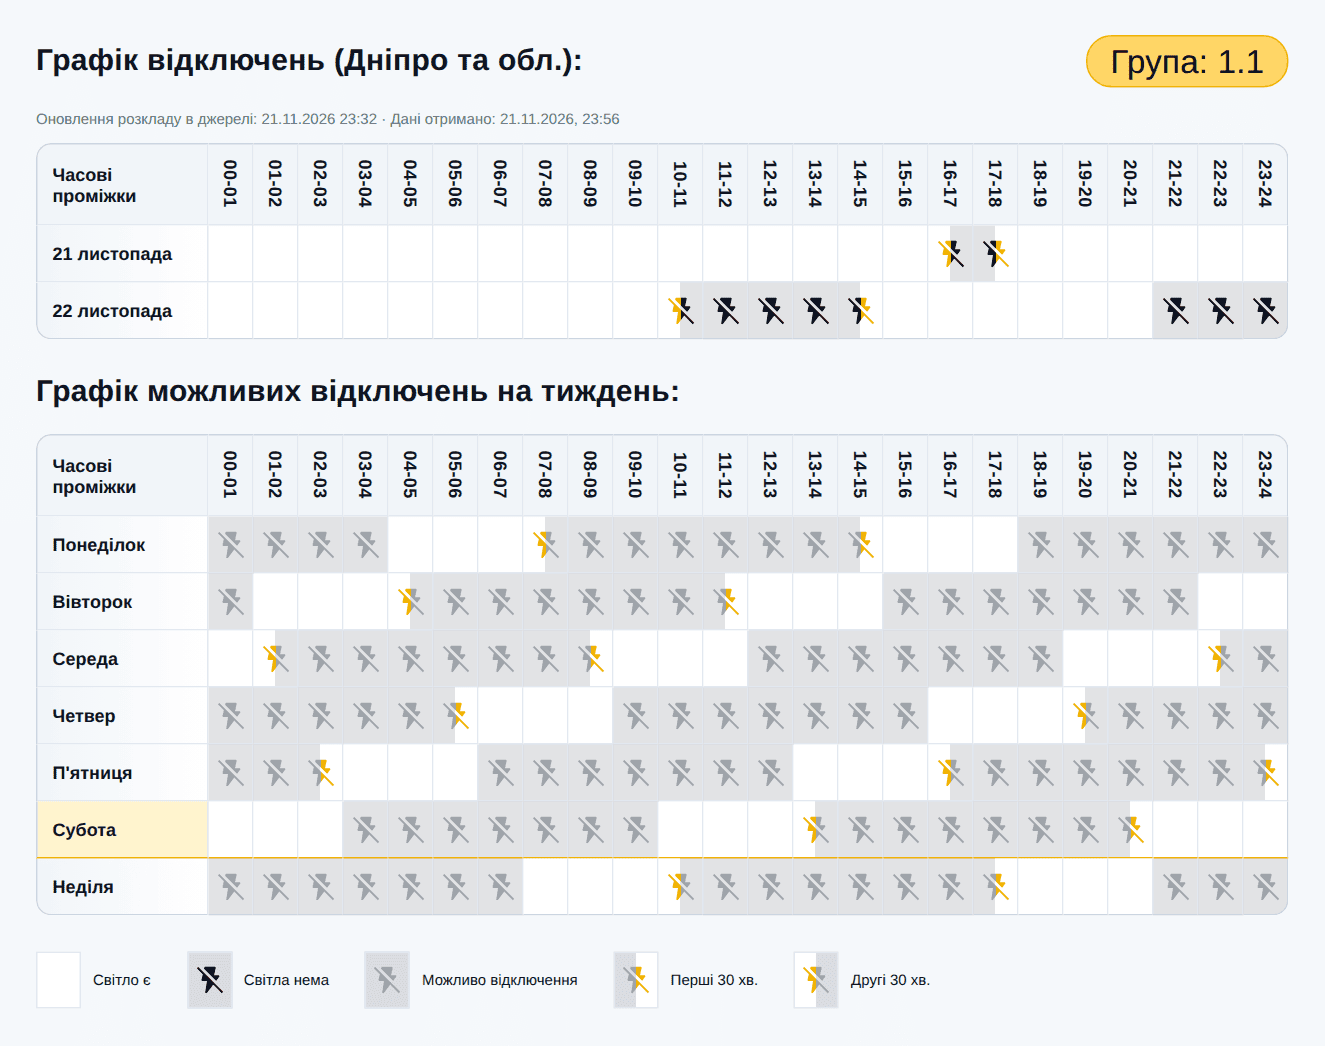 Графік відключень (Дніпро та обл.):
Група: 1.1
Оновлення розкладу в джерелі: 21.11.2026 23:32 · Дані отримано: 21.11.2026, 23:56
Часові проміжки 00-01 01-02 02-03 03-04 04-05 05-06 06-07 07-08 08-09 09-10 10-11 11-12 12-13 13-14 14-15 15-16 16-17 17-18 18-19 19-20 20-21 21-22 22-23 23-24
21 листопада
22 листопада
Графік можливих відключень на тиждень:
Часові проміжки 00-01 01-02 02-03 03-04 04-05 05-06 06-07 07-08 08-09 09-10 10-11 11-12 12-13 13-14 14-15 15-16 16-17 17-18 18-19 19-20 20-21 21-22 22-23 23-24
Понеділок
Вівторок
Середа
Четвер
П'ятниця
Субота
Неділя
Світло є Світла нема Можливо відключення Перші 30 хв. Другі 30 хв.